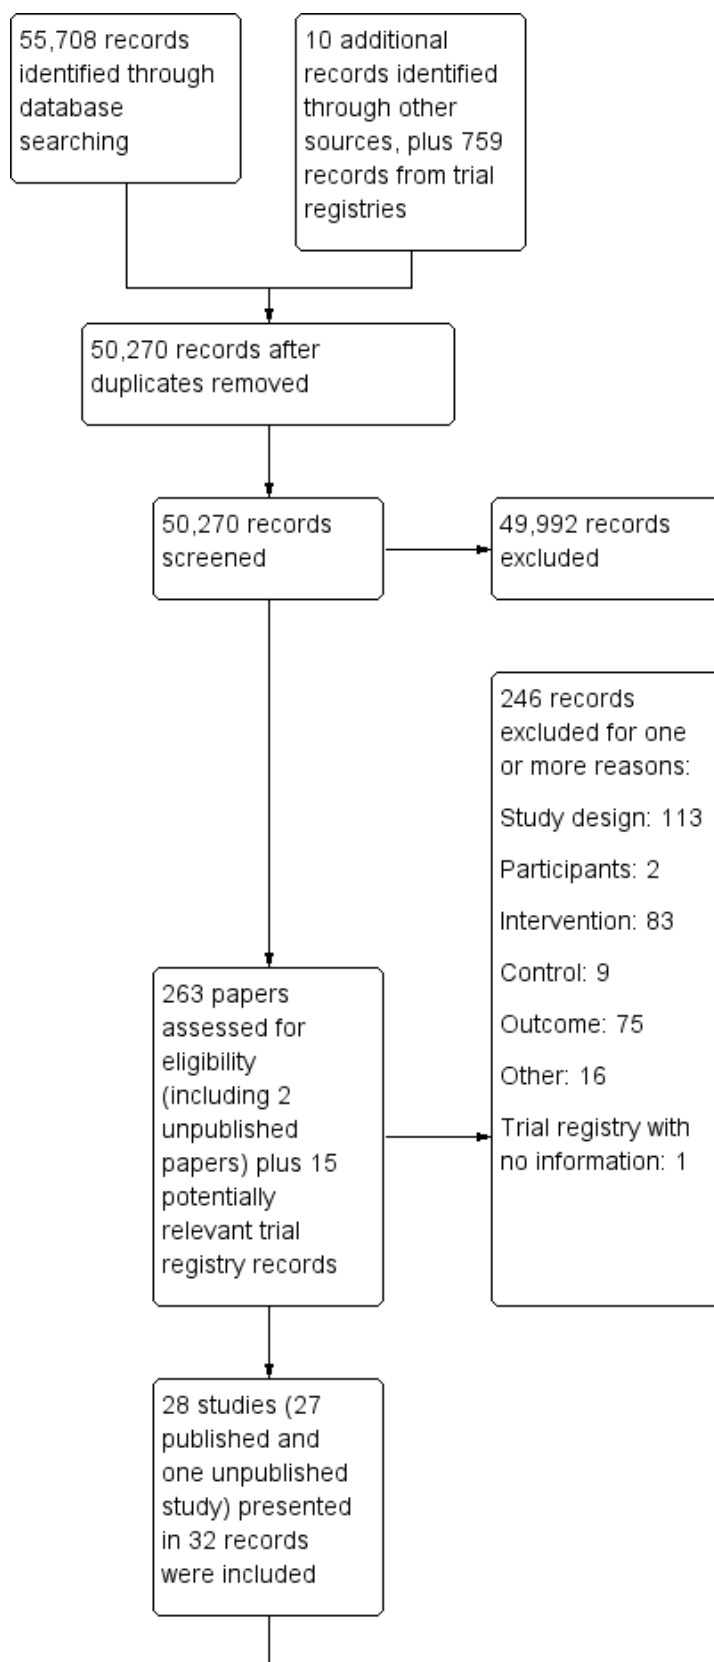 55,708 records
identified through
database
searching
10 additional
records identified
through other
sources, plus 759
records from trial
registries
50,270 records after
duplicates removed
50,270 records
screened
49,992 records
excluded
246 records
excluded for one
or more reasons:
Study design: 113
Participants: 2
Intervention: 83
Control: 9
Outcome: 75
Other: 16
Trial registry with
no information: 1
263 papers
assessed for
eligibility
(including 2
unpublished
papers) plus 15
potentially
relevant trial
registry records
28 studies (27
published and
one unpublished
study) presented
in 32 records
were included